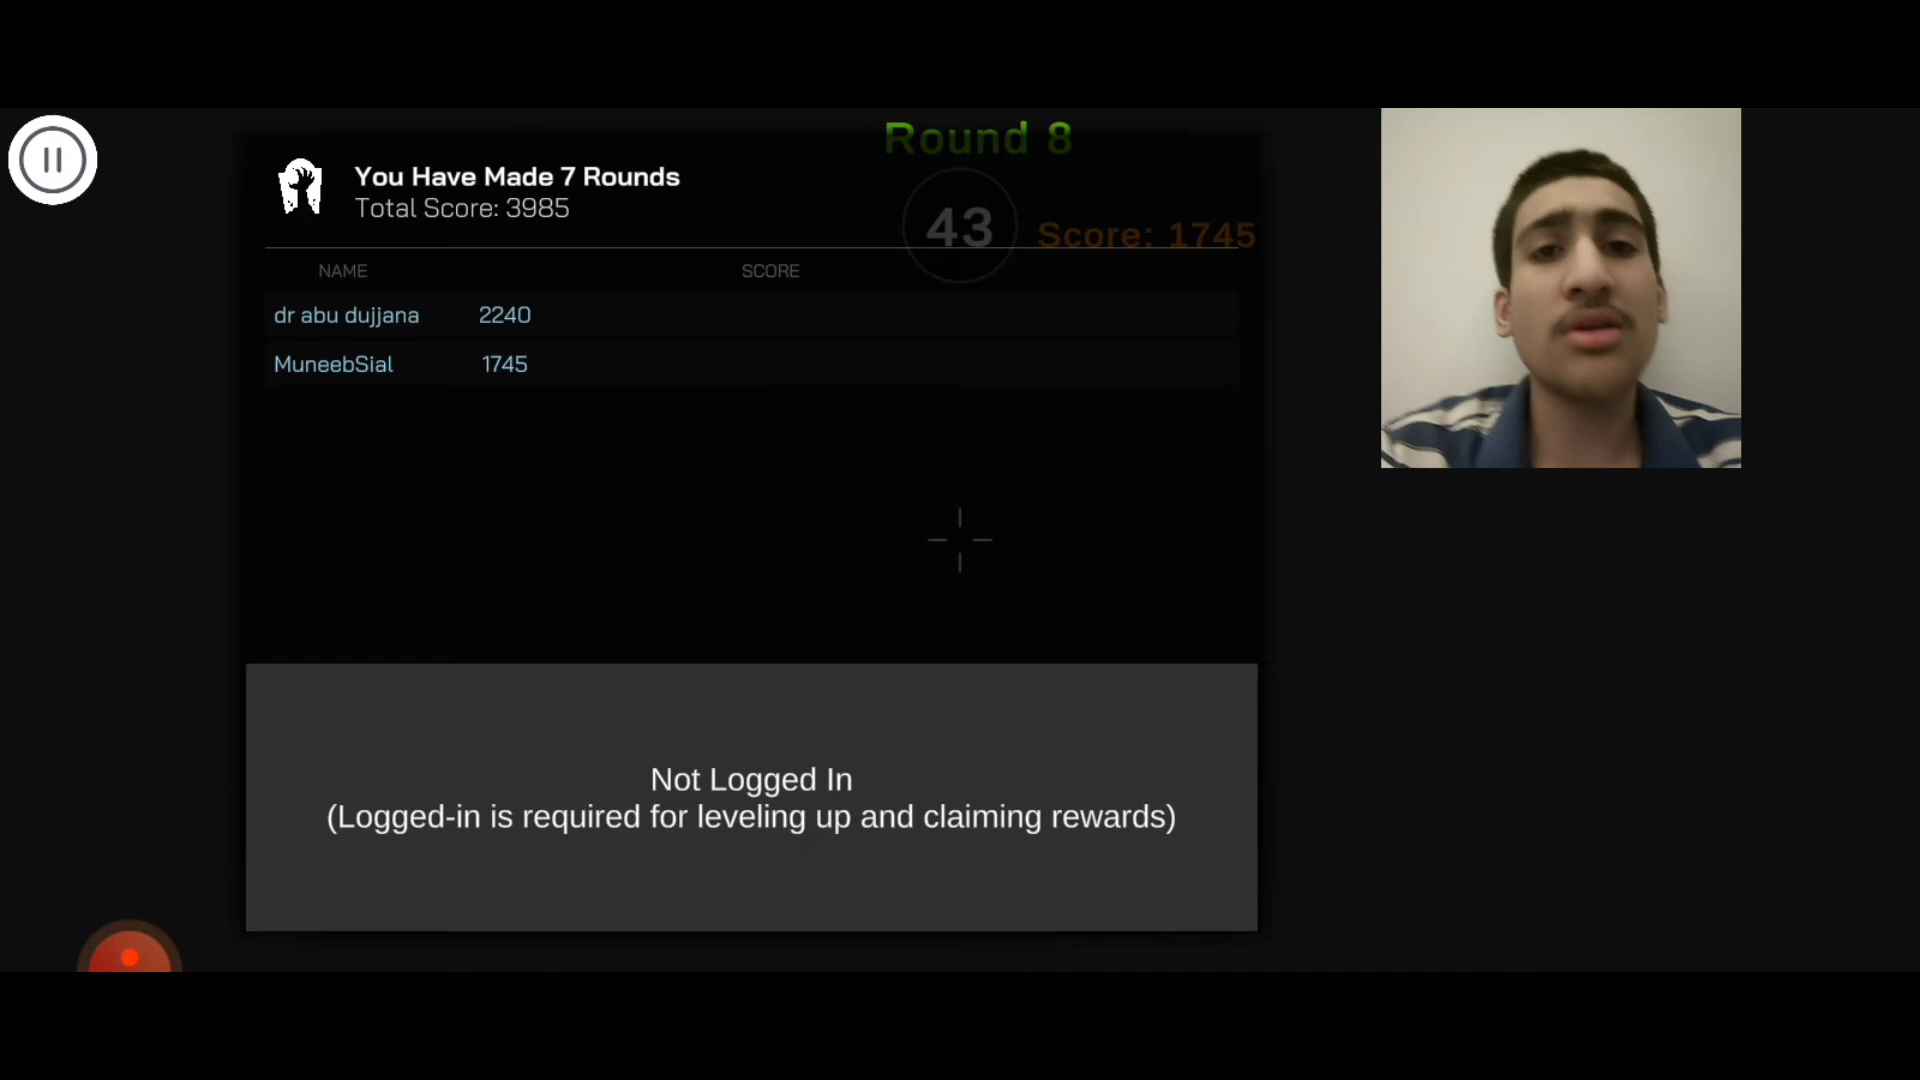 Round 8
You Have Made 7 Rounds
Total Score: 3985
43
Score: 1745
NAME SCORE
dr abu dujjana 2240
MuneebSial 1745
Not Logged In
(Logged-in is required for leveling up and claiming rewards)